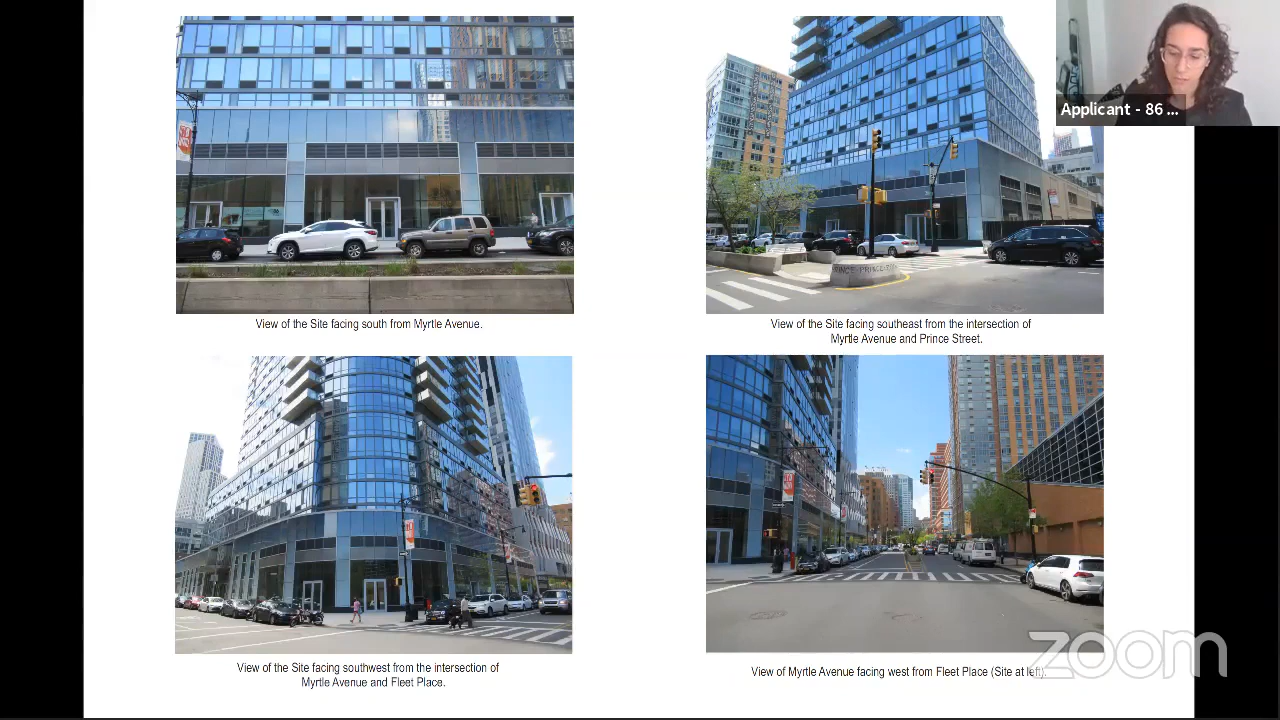 Applicant - 86 ...
View of the Site facing south from Myrtle Avenue.
View of the Site facing southeast from the intersection of
Myrtle Avenue and Prince Street.
View of the Site facing southwest from the intersection of
Myrtle Avenue and Fleet Place.
View of Myrtle Avenue facing west from Fleet Place (Site at left).
zoom